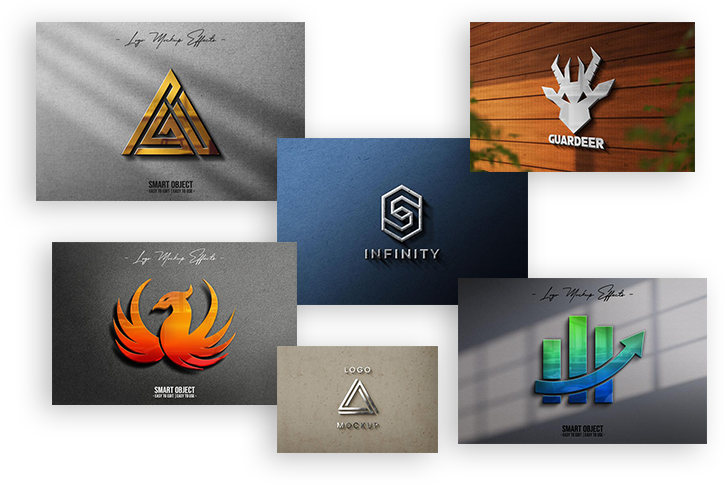 - Logo Mockup Effects -
SMART OBJECT
- EASY TO EDIT | EASY TO USE -
GUARDEER
S
INFINITY
- Logo Mockup Effects -
SMART OBJECT
- EASY TO EDIT | EASY TO USE -
LOGO
MOCKUP
- Logo Mockup Effects -
SMART OBJECT
- EASY TO EDIT | EASY TO USE -